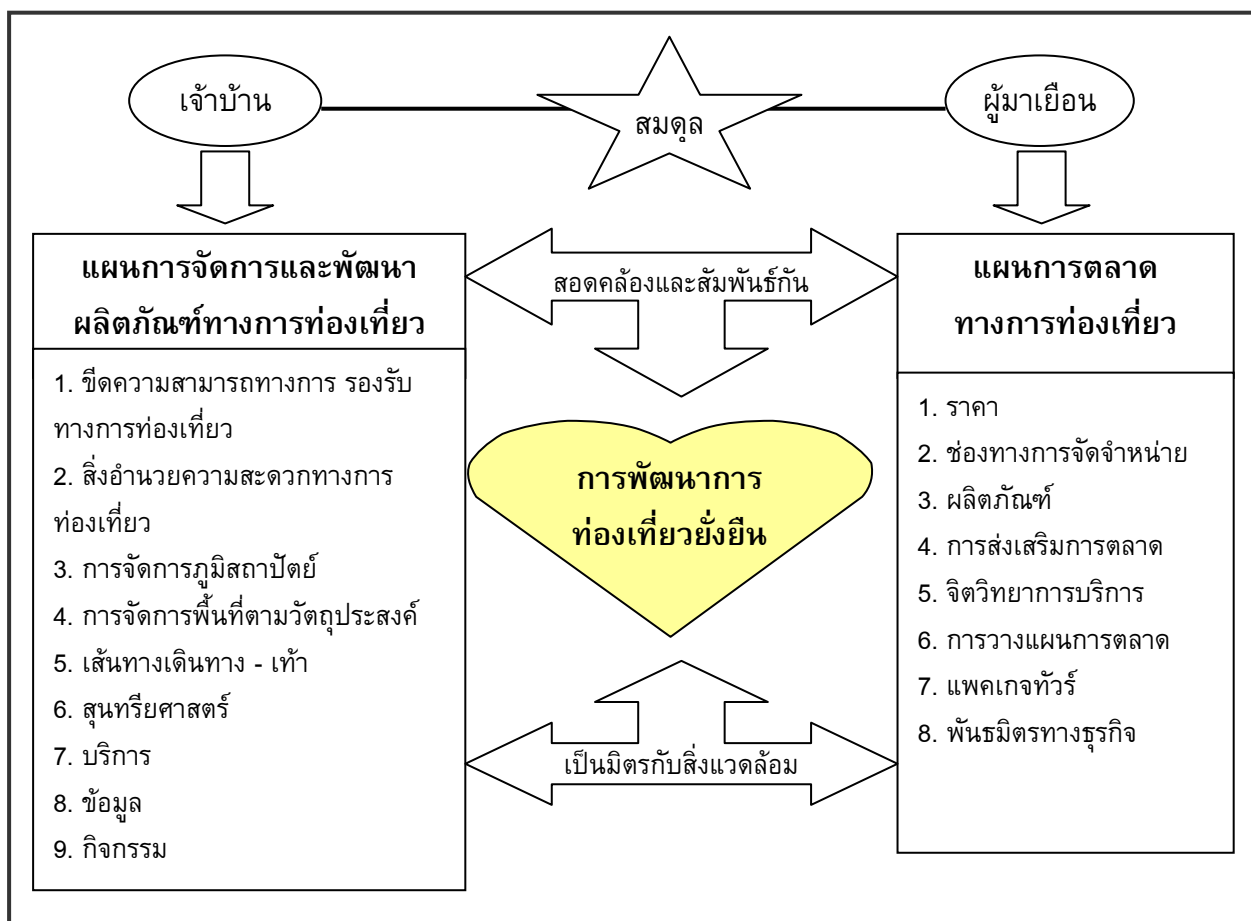 เจ้าบ้าน
สมดุล
ผู้มาเยือน
แผนการจัดการและพัฒนา
ผลิตภัณฑ์ทางการท่องเที่ยว
1. ขีดความสามารถทางการ รองรับ
ทางการท่องเที่ยว
2. สิ่งอำนวยความสะดวกทางการ
ท่องเที่ยว
3. การจัดการภูมิสถาปัตย์
4. การจัดการพื้นที่ตามวัตถุประสงค์
5. เส้นทางเดินทาง - เท้า
6. สุนทรียศาสตร์
7. บริการ
8. ข้อมูล
9. กิจกรรม
สอดคล้องและสัมพันธ์กัน
การพัฒนาการ
ท่องเที่ยวยั่งยืน
เป็นมิตรกับสิ่งแวดล้อม
แผนการตลาด
ทางการท่องเที่ยว
1. ราคา
2. ช่องทางการจัดจำหน่าย
3. ผลิตภัณฑ์
4. การส่งเสริมการตลาด
5. จิตวิทยาการบริการ
6. การวางแผนการตลาด
7. แพคเกจทัวร์
8. พันธมิตรทางธุรกิจ